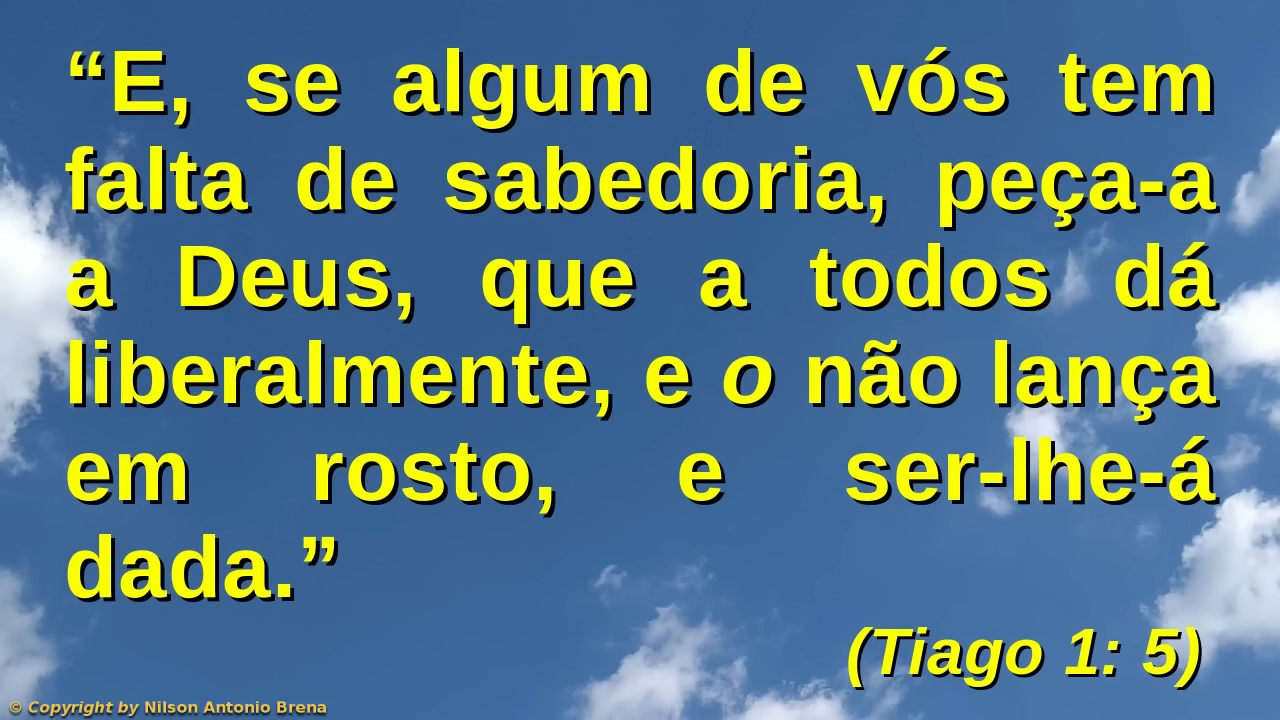 “E, se algum de vós tem
falta de sabedoria, peça-a
a Deus, que a todos dá
liberalmente, e o não lança
em rosto, e ser-lhe-á
dada.”
(Tiago 1: 5)
© Copyright by Nilson Antonio Brena